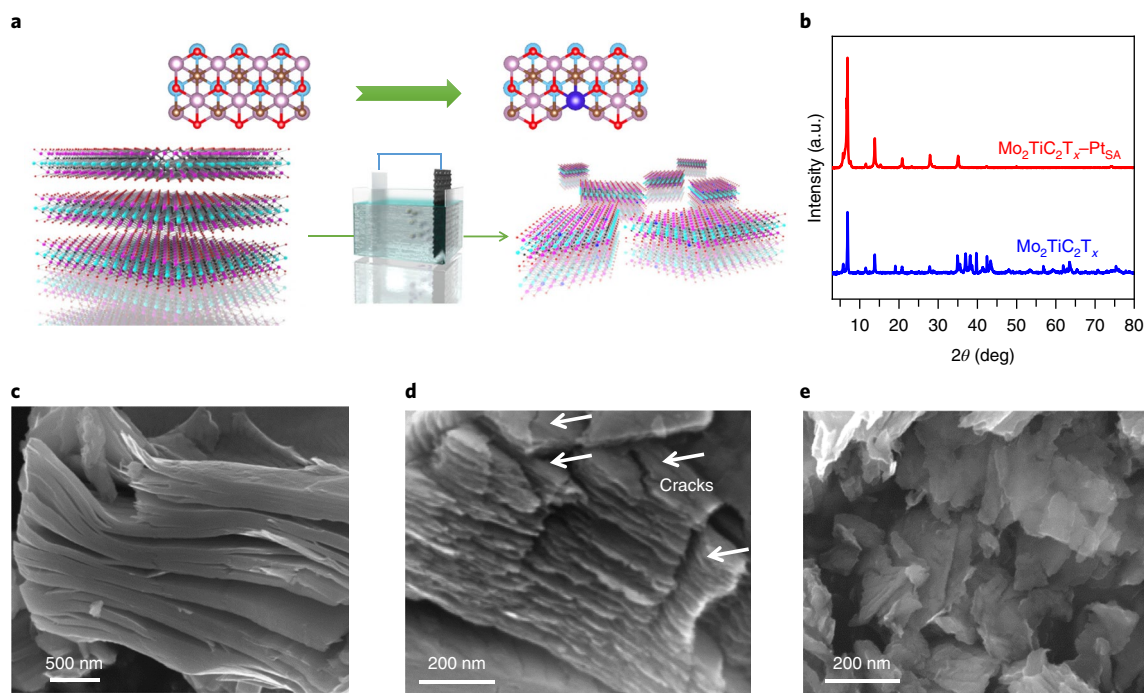 a
b
Intensity (a.u.)
Mo₂TiC₂Tₓ–Pt_SA
Mo₂TiC₂Tₓ
10 20 30 40 50 60 70 80
2θ (deg)
c
500 nm
d
Cracks
200 nm
e
200 nm